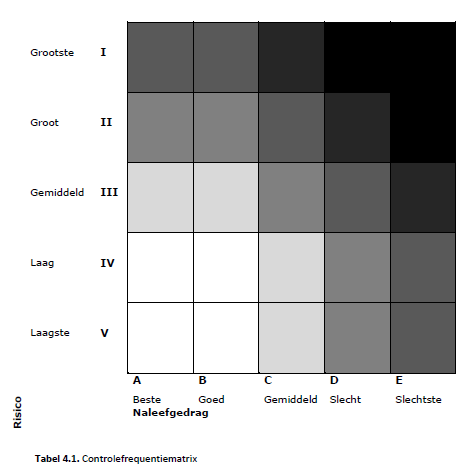 Grootste I
Groot II
Gemiddeld III
Laag IV
Laagste V
A B C D E
Beste Goed Gemiddeld Slecht Slechtste
Naleefgedrag
Risico
Tabel 4.1. Controlefrequentiematrix